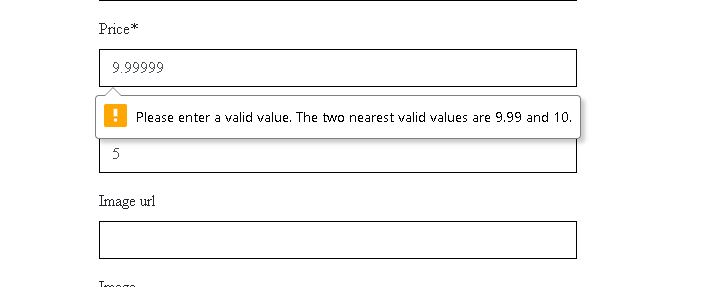 Price*
9.99999
Please enter a valid value. The two nearest valid values are 9.99 and 10.
5
Image url
Image